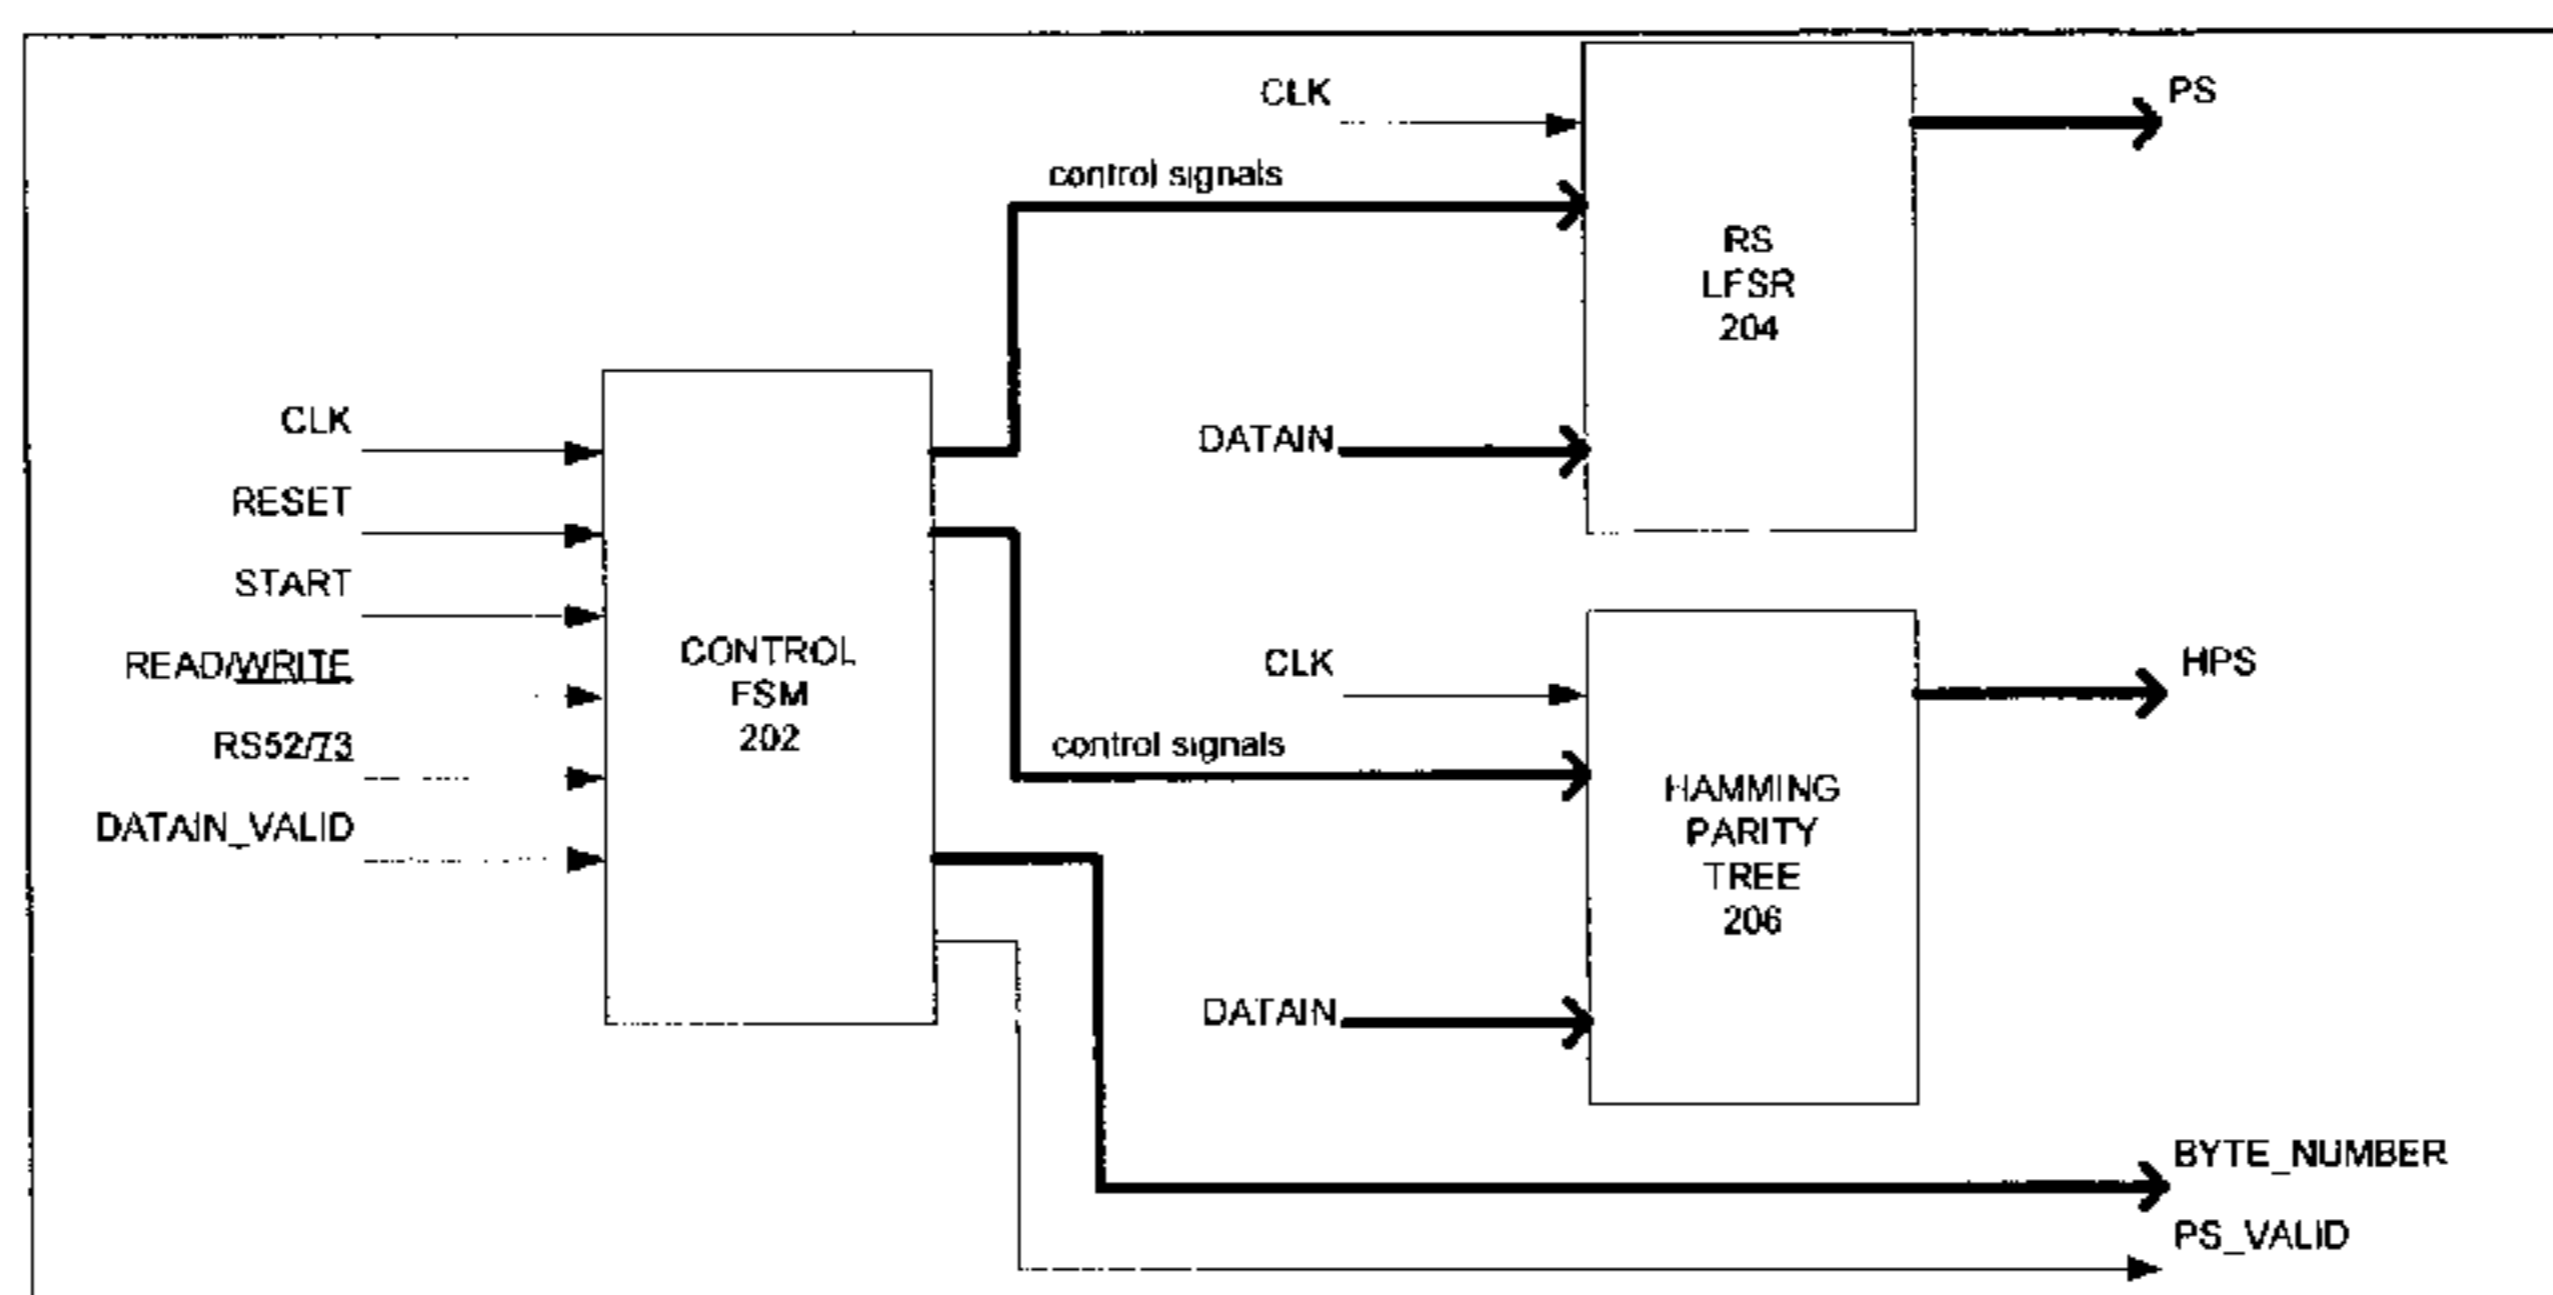 CLK
PS
control signals
RS
LFSR
204
DATAIN
CLK
RESET
START
READ/WRITE
RS52/73
DATAIN_VALID
CONTROL
FSM
202
CLK
HPS
control signals
HAMMING
PARITY
TREE
206
DATAIN
BYTE_NUMBER
PS_VALID